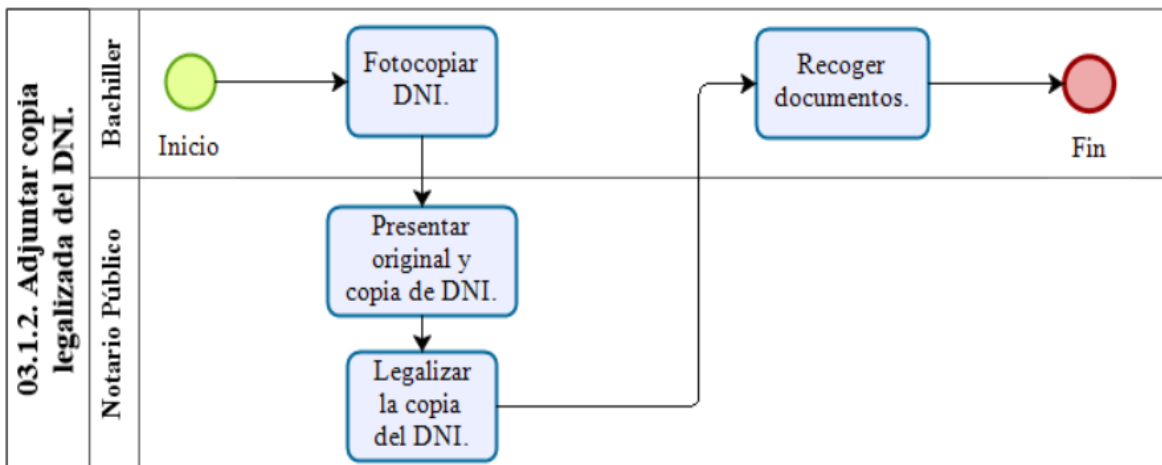 03.1.2. Adjuntar copia
legalizada del DNI.
Bachiller
Inicio
Fotocopiar
DNI.
Recoger
documentos.
Fin
Notario Público
Presentar
original y
copia de DNI.
Legalizar
la copia
del DNI.